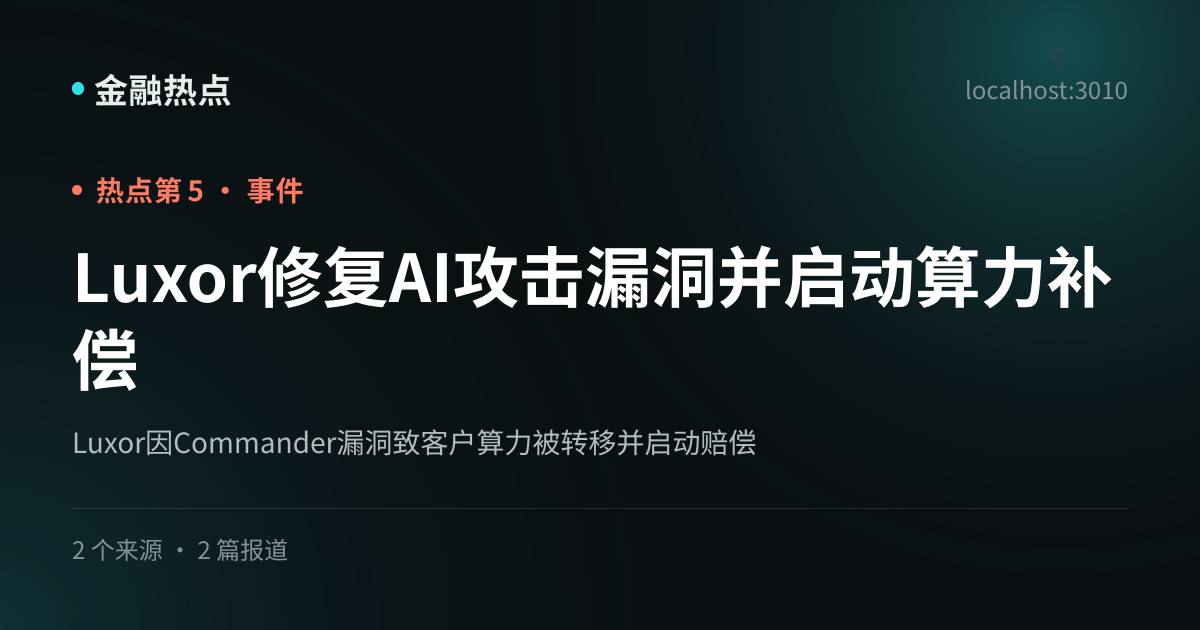 金融热点
localhost:3010
热点第 5 · 事件
Luxor修复AI攻击漏洞并启动算力补
偿
Luxor因Commander漏洞致客户算力被转移并启动赔偿
2 个来源 · 2 篇报道